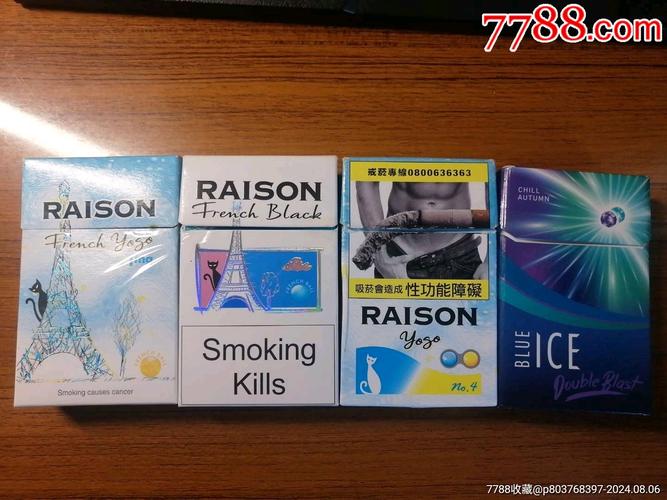 7788.com
RAISON
French Yogo
Smoking causes cancer
RAISON
French Black
FRENCH BALL
Smoking
Kills
戒菸專線0800636363
吸菸會造成 性功能障礙
RAISON
Yogo
No. 4
CHILL
AUTUMN
BLUE
ICE
Double Blast
7788收藏@p803768397-2024.08.06